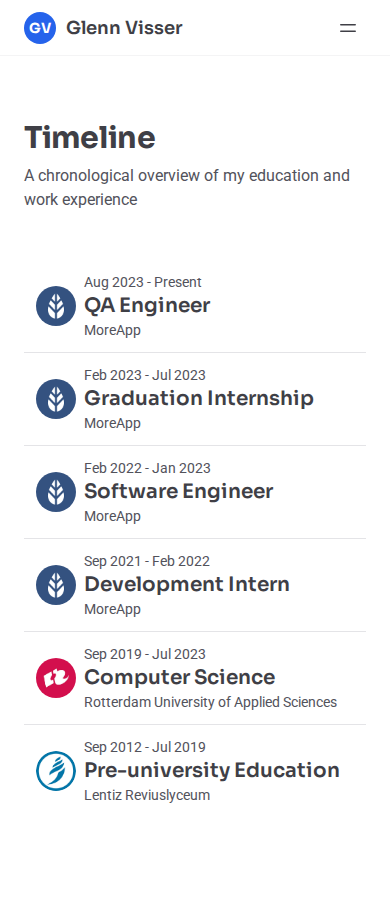 GV Glenn Visser
Timeline
A chronological overview of my education and
work experience
Aug 2023 - Present
QA Engineer
MoreApp
Feb 2023 - Jul 2023
Graduation Internship
MoreApp
Feb 2022 - Jan 2023
Software Engineer
MoreApp
Sep 2021 - Feb 2022
Development Intern
MoreApp
Sep 2019 - Jul 2023
Computer Science
Rotterdam University of Applied Sciences
Sep 2012 - Jul 2019
Pre-university Education
Lentiz Reviuslyceum